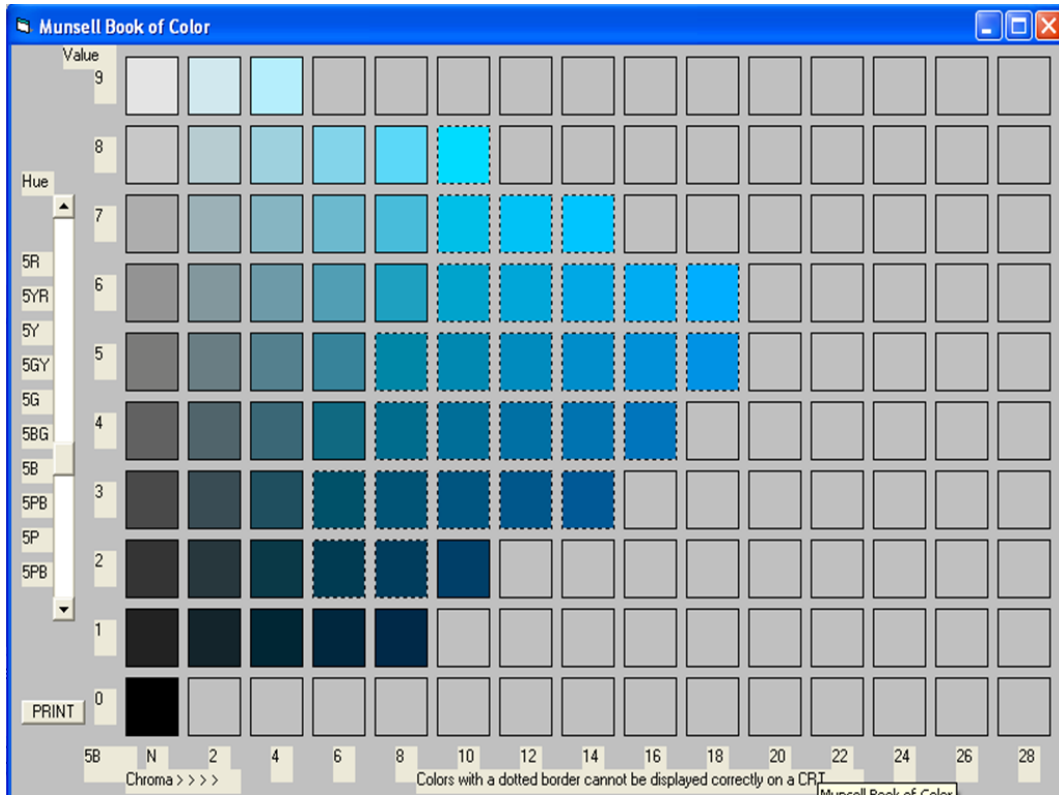 Munsell Book of Color
Value
9
8
Hue
7
5R
6
5YR
5Y
5
5GY
5G
4
5BG
5B
3
5PB
5P
2
5PB
1
0
PRINT
5B N 2 4 6 8 10 12 14 16 18 20 22 24 26 28
Chroma > > > > Colors with a dotted border cannot be displayed correctly on a CRT
Munsell Book of Color